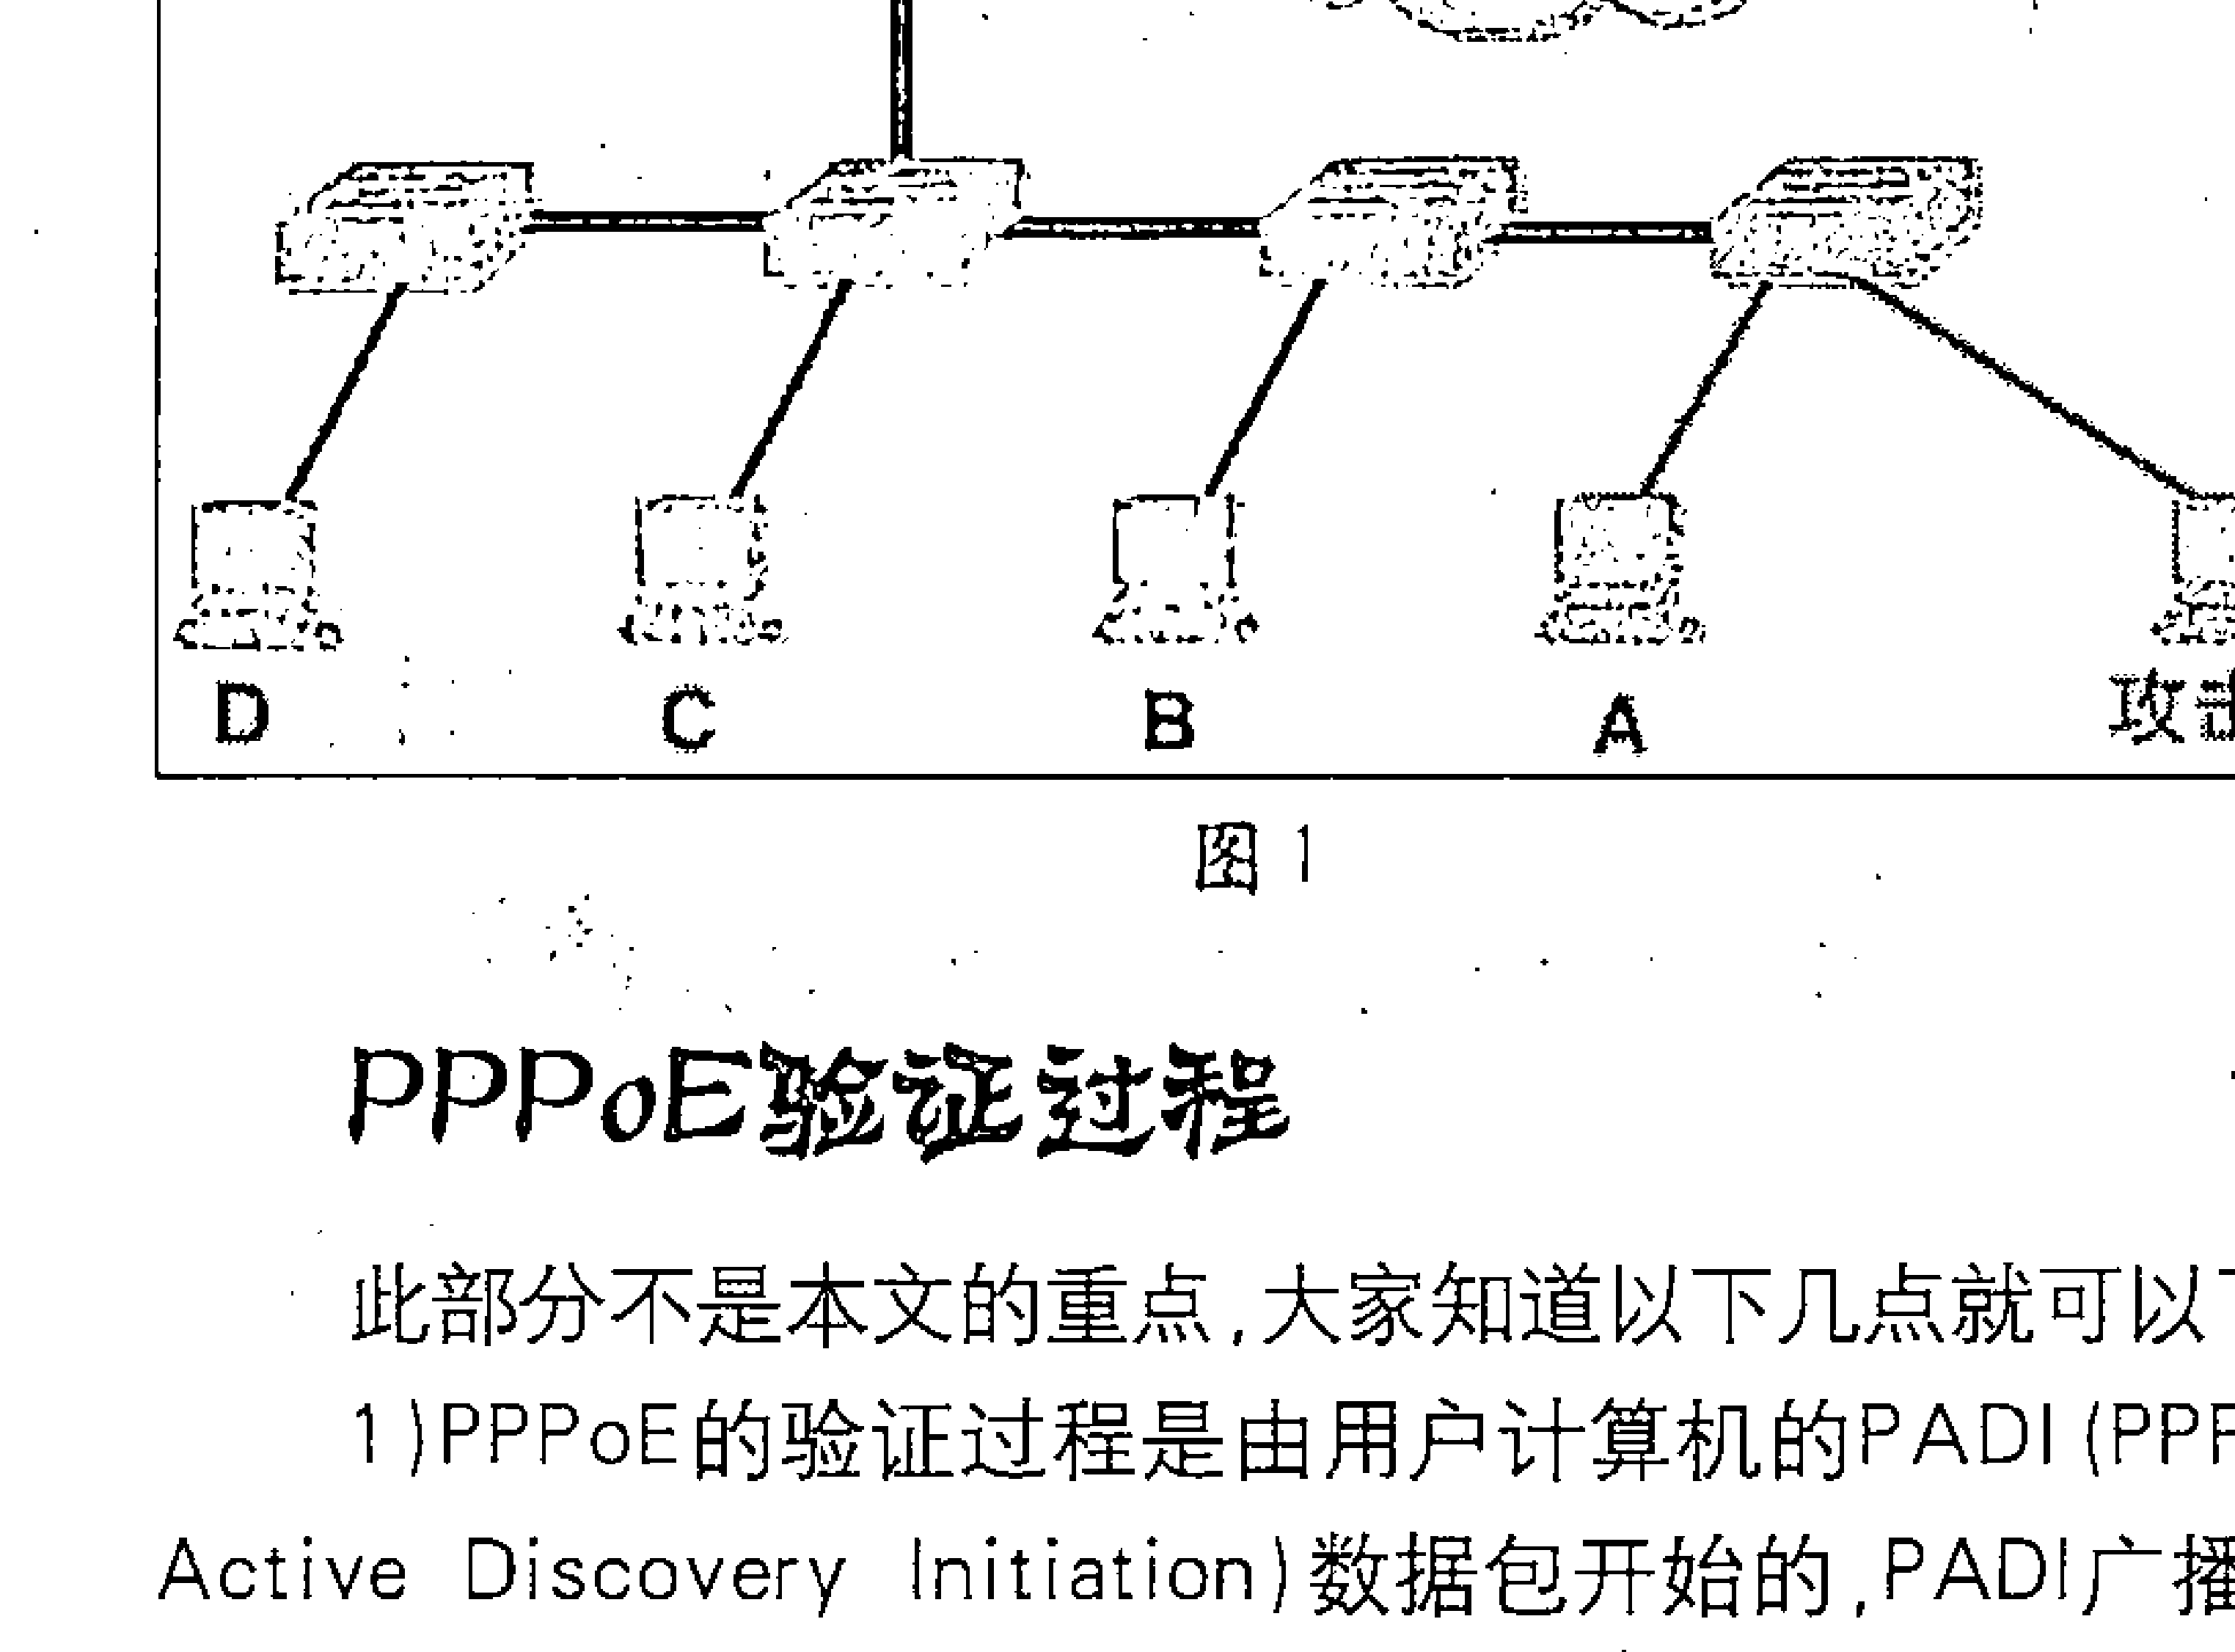 D C B A 攻击
图 1
PPPoE验证过程
此部分不是本文的重点,大家知道以下几点就可以
1)PPPoE的验证过程是由用户计算机的PADI(PPP
Active Discovery Initiation)数据包开始的,PADI广播